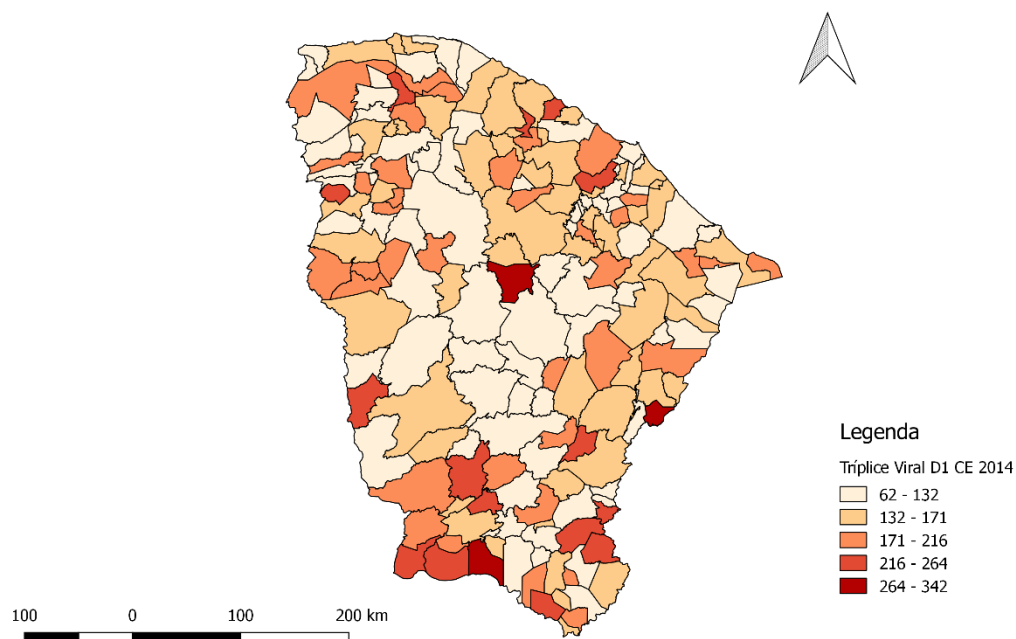 Legenda
Tríplice Viral D1 CE 2014
62 - 132
132 - 171
171 - 216
216 - 264
264 - 342
100 0 100 200 km